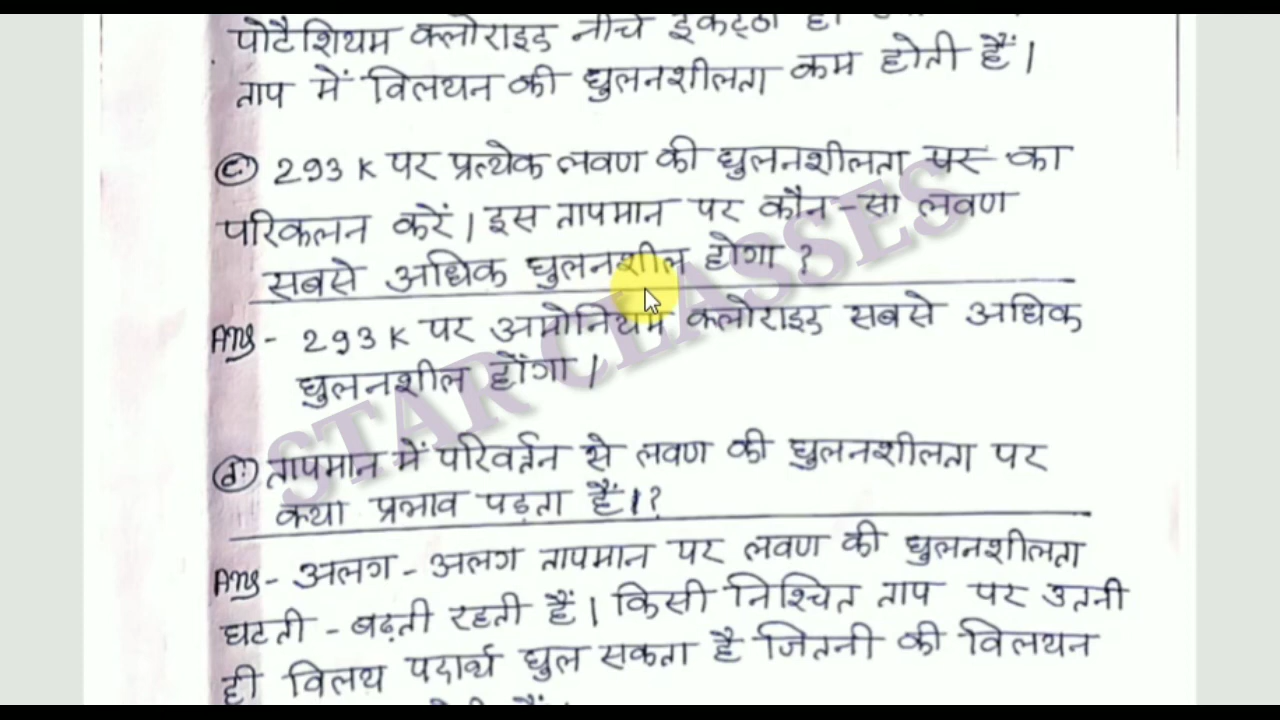 पोटैशियम क्लोराइड नीचे इकट्ठा हो
ताप में विलयन की घुलनशीलता कम होती हैं।
(c) 293 K पर प्रत्येक लवण की घुलनशीलता पर का
परिकलन करें। इस तापमान पर कौन-सा लवण
सबसे अधिक घुलनशील होगा ?
Ans - 293 K पर अमोनियम क्लोराइड सबसे अधिक
घुलनशील होंगा।
(d) तापमान में परिवर्तन से लवण की घुलनशीलता पर
क्या प्रभाव पड़ता हैं।?
Ans - अलग - अलग तापमान पर लवण की घुलनशीलता
घटती - बढ़ती रहती हैं। किसी निश्चित ताप पर उतनी
ही विलय पदार्थ घुल सकता है जितनी की विलयन
STAR CLASSES